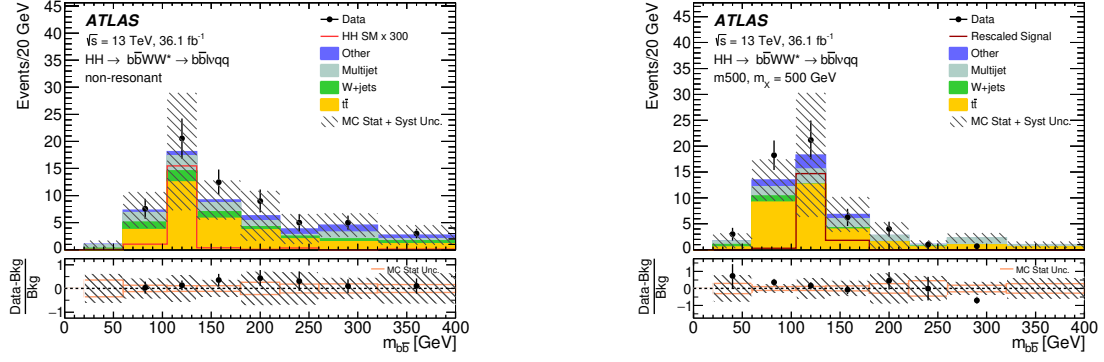 Events/20 GeV
45
40
35
30
25
20
15
10
5
0
ATLAS
√s = 13 TeV, 36.1 fb⁻¹
HH → bb̅WW* → bb̅lνqq
non-resonant
Data
HH SM x 300
Other
Multijet
W+jets
tt̅
MC Stat + Syst Unc.
Data-Bkg
Bkg
1
0
−1
MC Stat Unc.
0 50 100 150 200 250 300 350 400
m_bb̅ [GeV]
Events/20 GeV
45
40
35
30
25
20
15
10
5
0
ATLAS
√s = 13 TeV, 36.1 fb⁻¹
HH → bb̅WW* → bb̅lνqq
m500, m_X = 500 GeV
Data
Rescaled Signal
Other
Multijet
W+jets
tt̅
MC Stat + Syst Unc.
Data-Bkg
Bkg
1
0
−1
MC Stat Unc.
0 50 100 150 200 250 300 350 400
m_bb̅ [GeV]